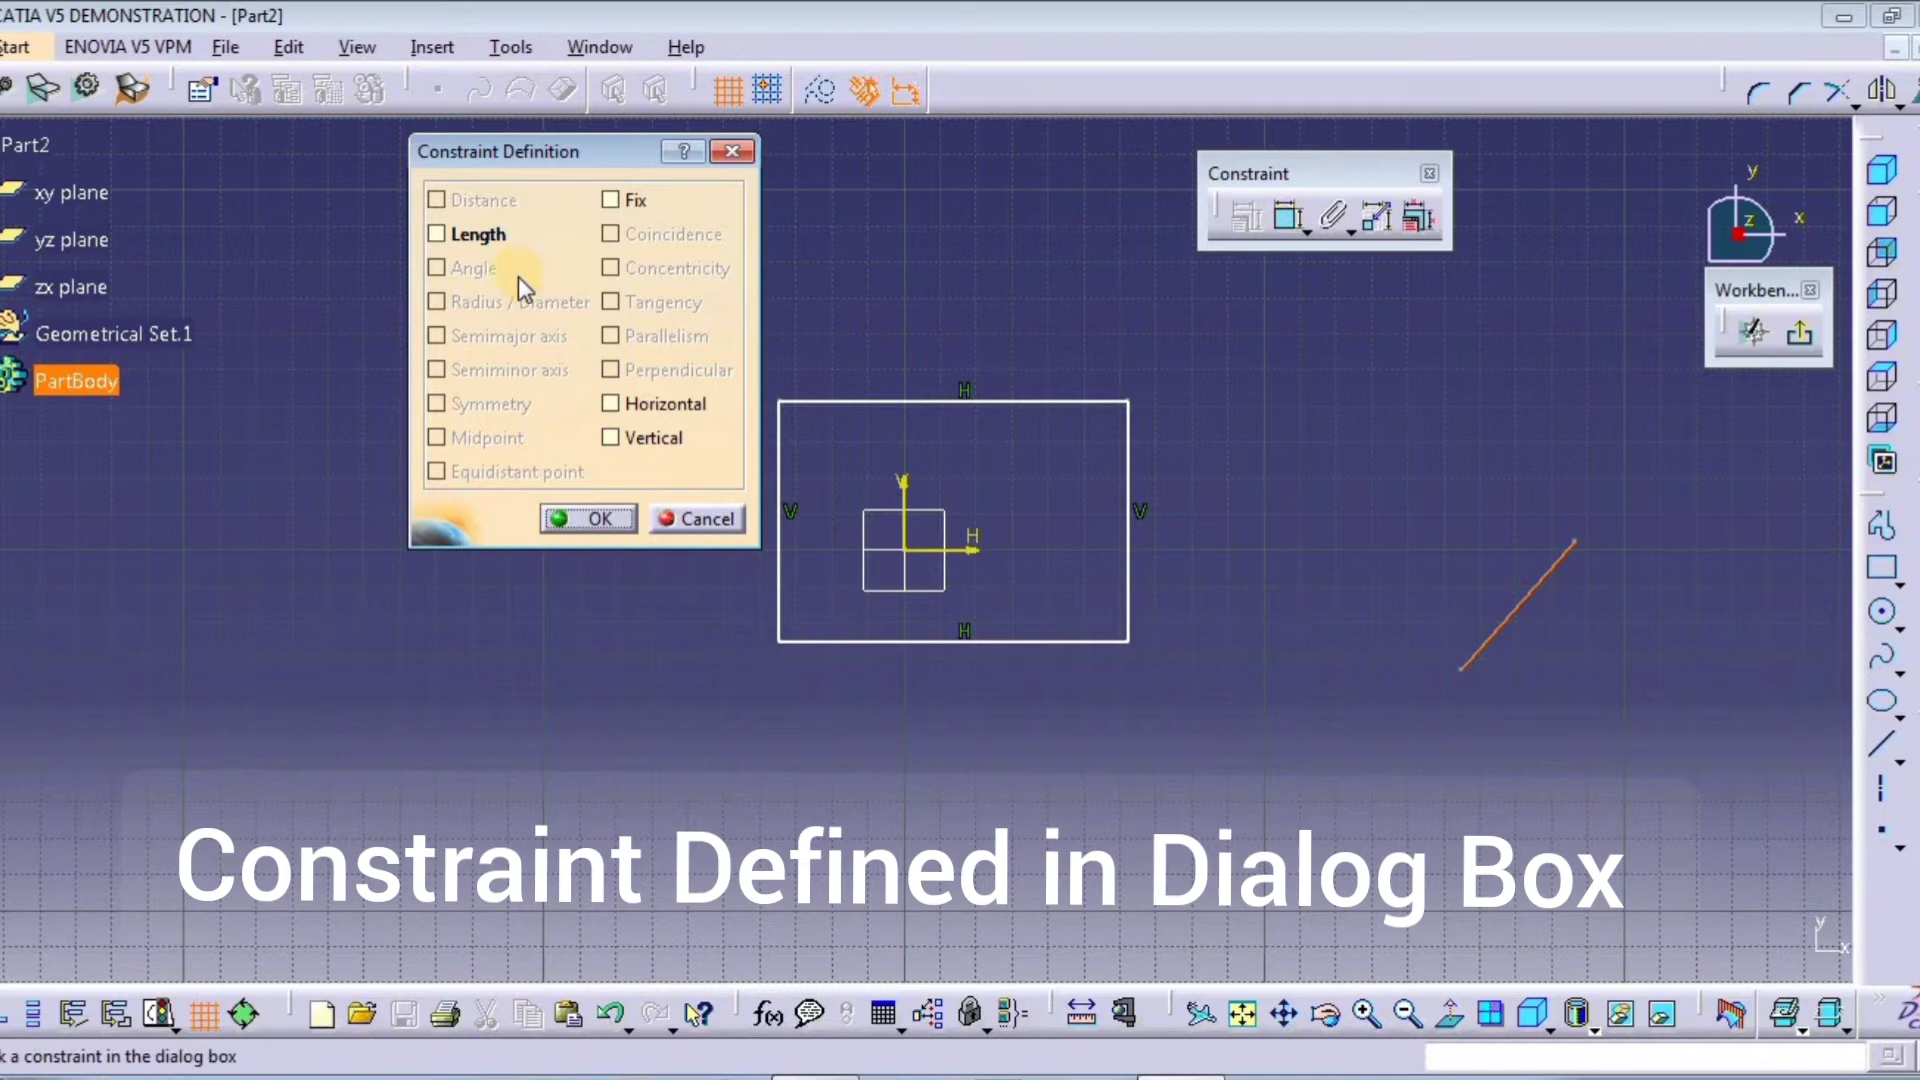 CATIA V5 DEMONSTRATION - [Part2]
Start ENOVIA V5 VPM File Edit View Insert Tools Window Help
Part2
xy plane
yz plane
zx plane
Geometrical Set.1
PartBody
Constraint Definition ?
Distance Fix
Length Coincidence
Angle Concentricity
Radius / Diameter Tangency
Semimajor axis Parallelism
Semiminor axis Perpendicular
Symmetry Horizontal
Midpoint Vertical
Equidistant point
OK Cancel
Constraint
y
x
z
Workben...
H
V
V
V
H
H
Constraint Defined in Dialog Box
y
x
f(x)
k a constraint in the dialog box